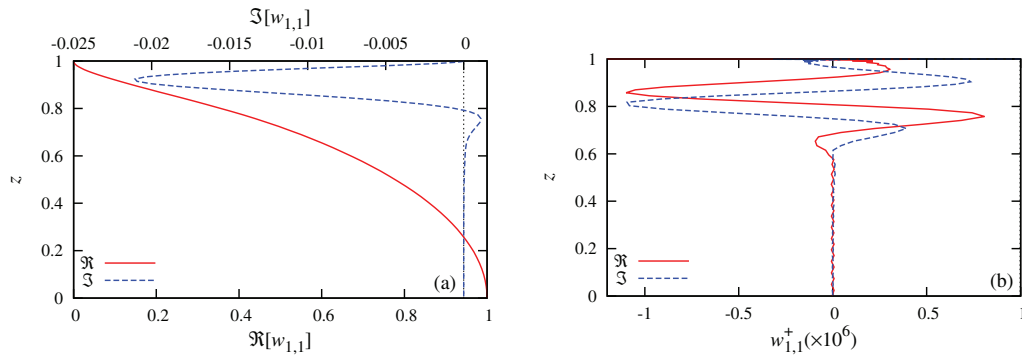 ℑ[w₁,₁]
-0.025 -0.02 -0.015 -0.01 -0.005 0
1
0.8
0.6
z
0.4
0.2
0
ℜ
ℑ
(a)
0 0.2 0.4 0.6 0.8 1
ℜ[w₁,₁]
1
0.8
0.6
z
0.4
0.2
0
ℜ
ℑ
(b)
-1 -0.5 0 0.5 1
w⁺₁,₁(×10⁶)